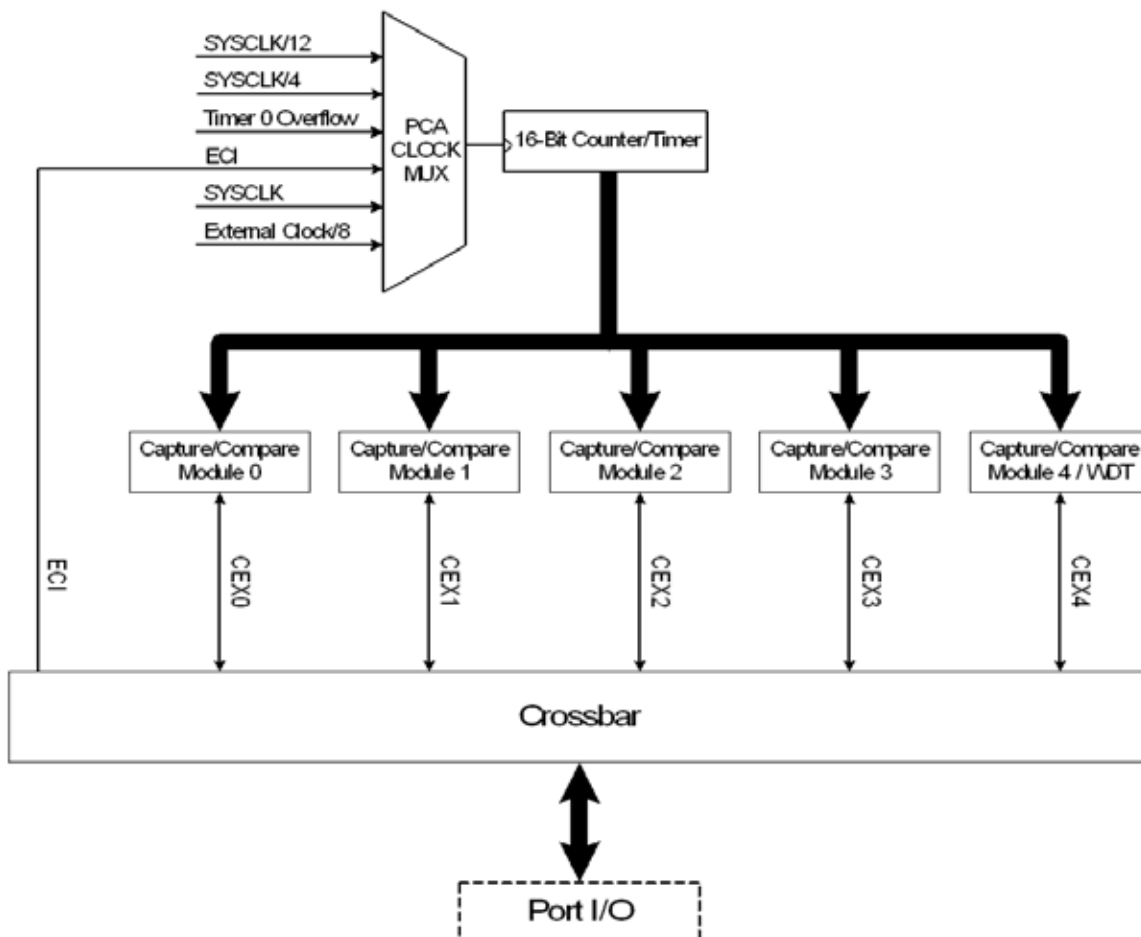 SYSCLK/12
SYSCLK/4
Timer 0 Overflow
ECI
SYSCLK
External Clock/8
PCA
CLOCK
MUX
16-Bit Counter/Timer
Capture/Compare
Module 0
Capture/Compare
Module 1
Capture/Compare
Module 2
Capture/Compare
Module 3
Capture/Compare
Module 4 / WDT
ECI
CEX0
CEX1
CEX2
CEX3
CEX4
Crossbar
Port I/O